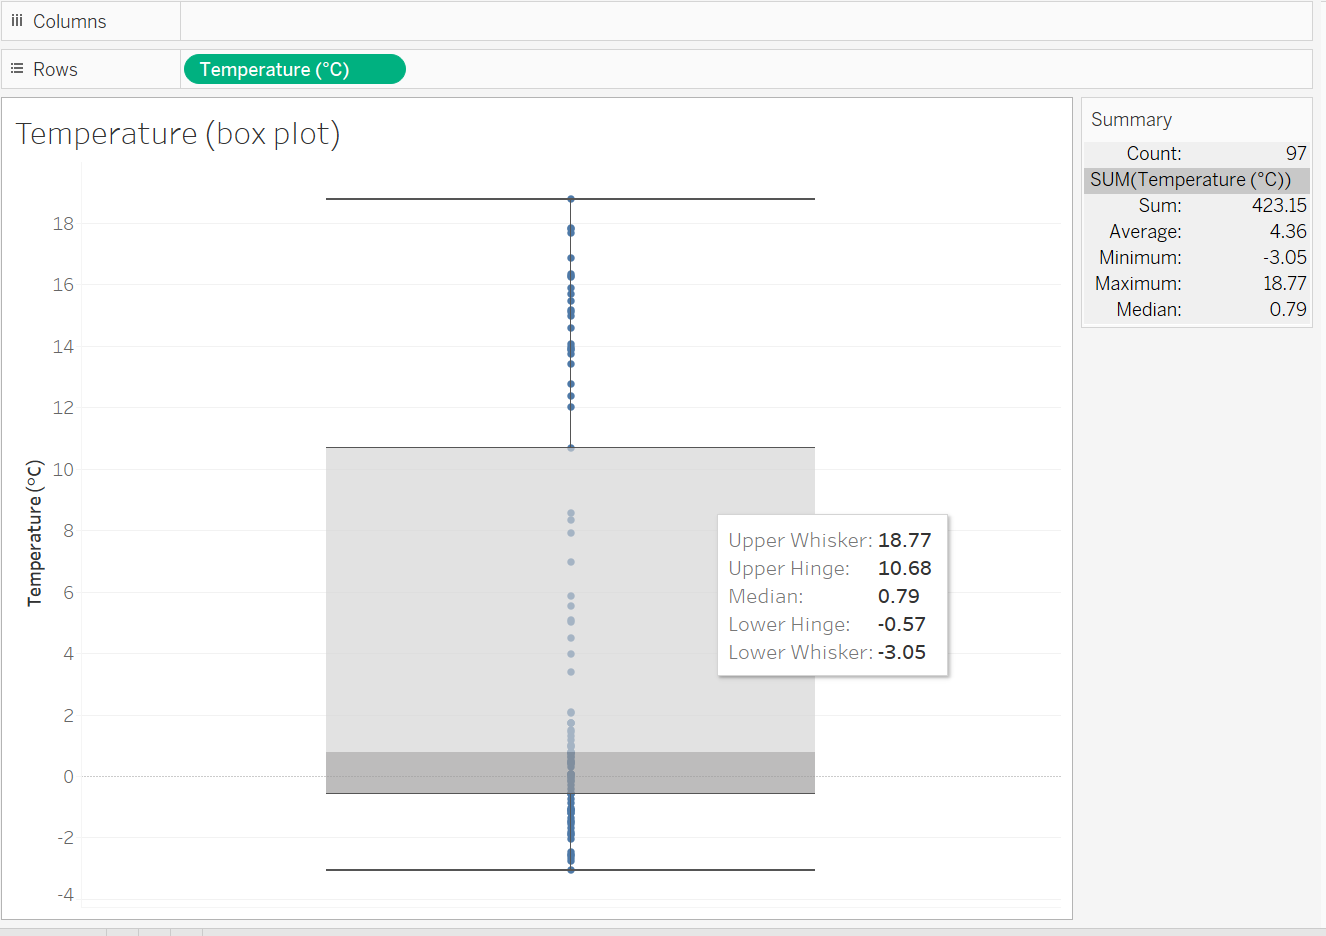 Columns
Rows
Temperature (°C)
Temperature (box plot)
Summary
Count: 97
SUM(Temperature (°C))
Sum: 423.15
Average: 4.36
Minimum: -3.05
Maximum: 18.77
Median: 0.79
Temperature (°C)
18
16
14
12
10
8
6
4
2
0
-2
-4
Upper Whisker: 18.77
Upper Hinge: 10.68
Median: 0.79
Lower Hinge: -0.57
Lower Whisker: -3.05